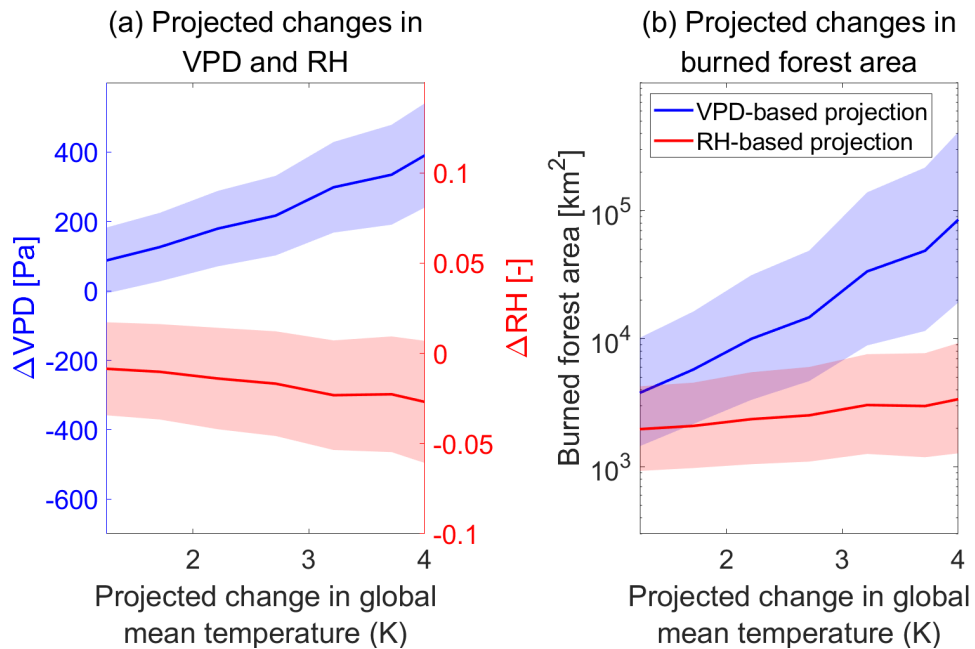 (a) Projected changes in
VPD and RH
400
200
0
-200
-400
-600
ΔVPD [Pa]
0.1
0.05
0
-0.05
-0.1
ΔRH [-]
2
3
4
Projected change in global
mean temperature (K)
(b) Projected changes in
burned forest area
VPD-based projection
RH-based projection
10^5
10^4
10^3
Burned forest area [km^2]
2
3
4
Projected change in global
mean temperature (K)